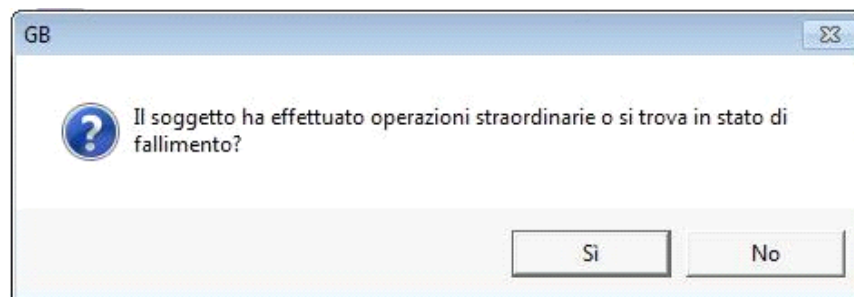 GB
Il soggetto ha effettuato operazioni straordinarie o si trova in stato di
fallimento?
Sì
No